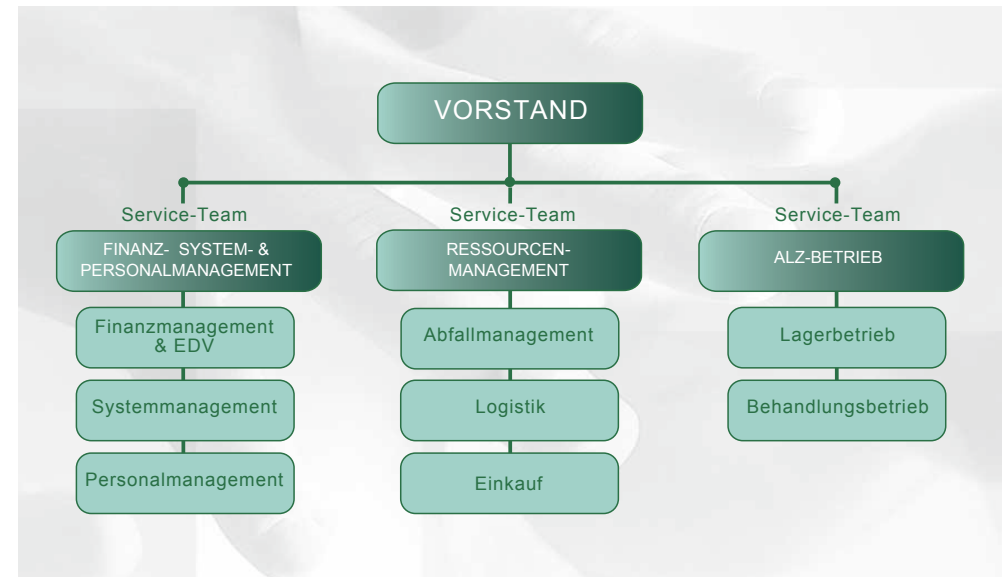 VORSTAND
Service-Team
FINANZ- SYSTEM- &
PERSONALMANAGEMENT
Finanzmanagement
& EDV
Systemmanagement
Personalmanagement
Service-Team
RESSOURCEN-
MANAGEMENT
Abfallmanagement
Logistik
Einkauf
Service-Team
ALZ-BETRIEB
Lagerbetrieb
Behandlungsbetrieb